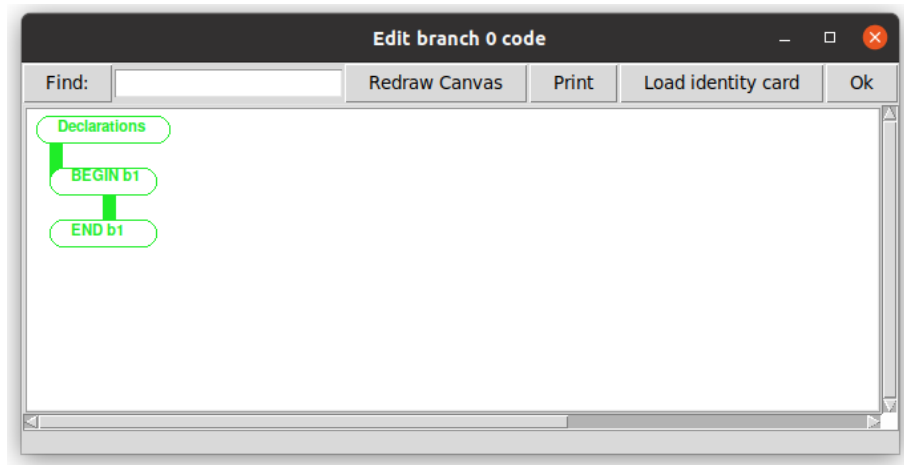 Edit branch 0 code
Find: Redraw Canvas Print Load identity card Ok
Declarations
BEGIN b1
END b1